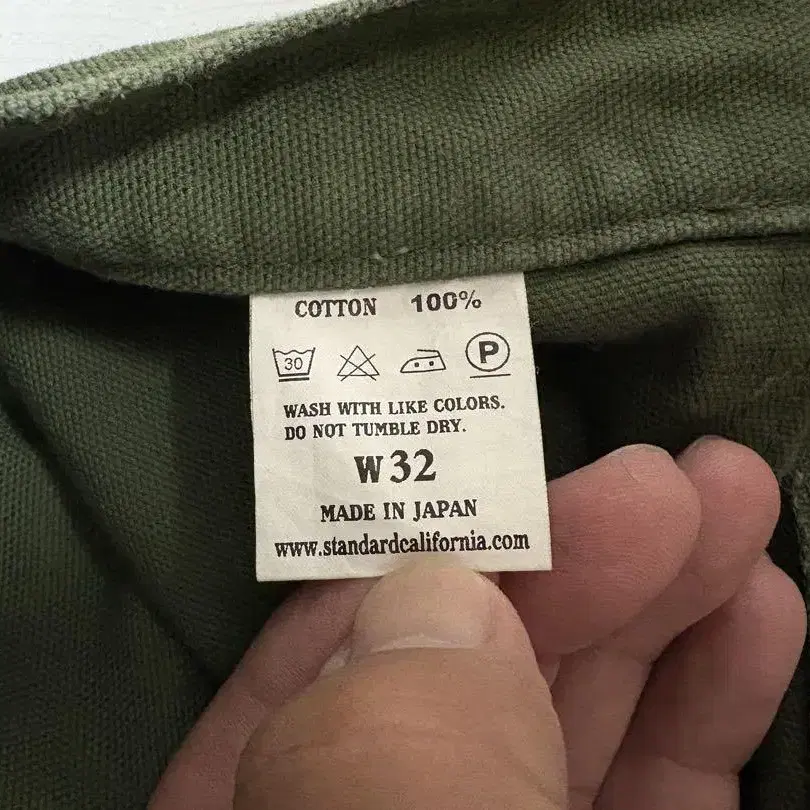 COTTON 100%
30 P
WASH WITH LIKE COLORS.
DO NOT TUMBLE DRY.
W32
MADE IN JAPAN
www.standardcalifornia.com